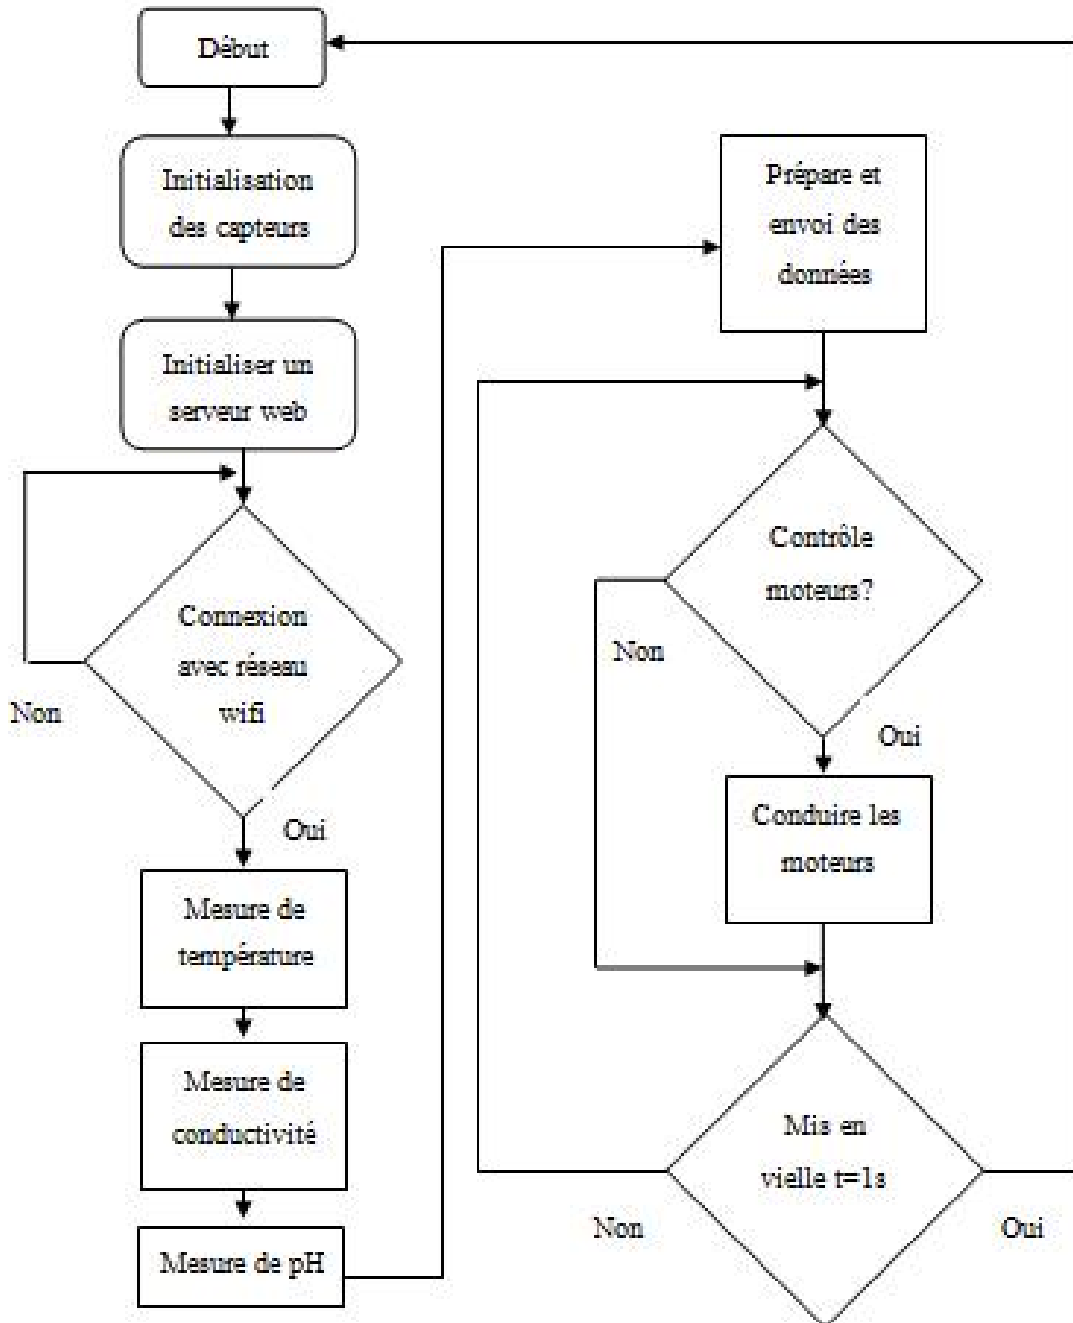 Début
Initialisation
des capteurs
Initialiser un
serveur web
Connexion
avec réseau
wifi
Non
Oui
Mesure de
température
Mesure de
conductivité
Mesure de pH
Prépare et
envoi des
données
Contrôle
moteurs?
Non
Oui
Conduire les
moteurs
Mis en
vielle t=1s
Non
Oui